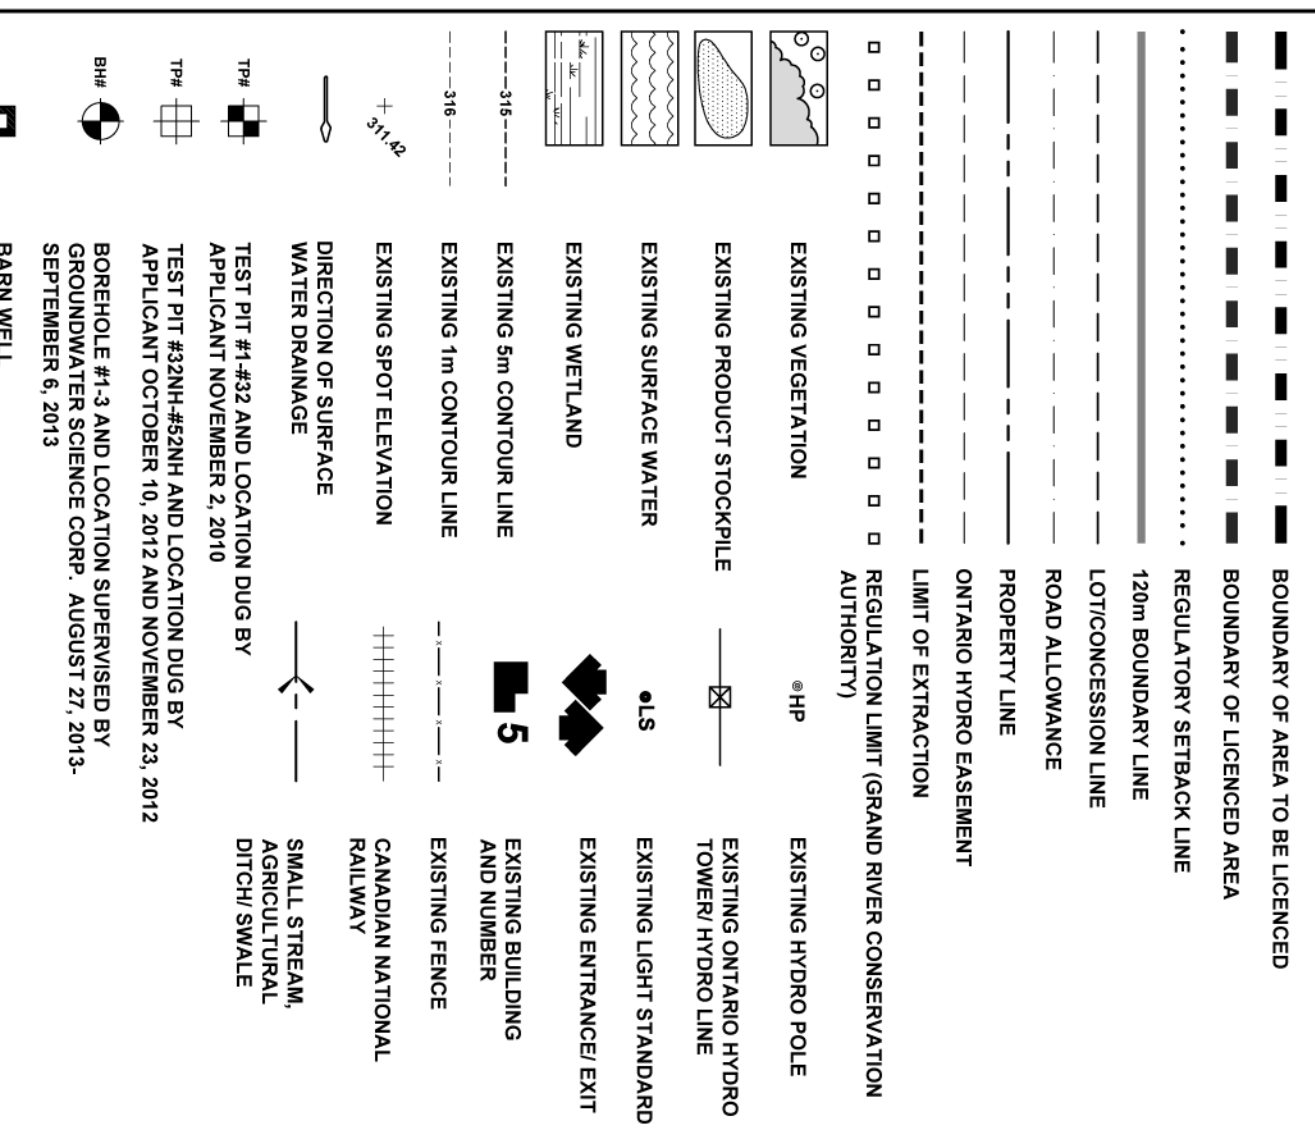 BOUNDARY OF AREA TO BE LICENCED
BOUNDARY OF LICENCED AREA
REGULATORY SETBACK LINE
120m BOUNDARY LINE
LOT/CONCESSION LINE
ROAD ALLOWANCE
PROPERTY LINE
ONTARIO HYDRO EASEMENT
LIMIT OF EXTRACTION
REGULATION LIMIT (GRAND RIVER CONSERVATION
AUTHORITY)
EXISTING VEGETATION
EXISTING PRODUCT STOCKPILE
EXISTING SURFACE WATER
EXISTING WETLAND
315
EXISTING 5m CONTOUR LINE
316
EXISTING 1m CONTOUR LINE
311.42
EXISTING SPOT ELEVATION
DIRECTION OF SURFACE
WATER DRAINAGE
TP#
TEST PIT #1-#32 AND LOCATION DUG BY
APPLICANT NOVEMBER 2, 2010
TP#
TEST PIT #32NH-#52NH AND LOCATION DUG BY
APPLICANT OCTOBER 10, 2012 AND NOVEMBER 23, 2012
BH#
BOREHOLE #1-3 AND LOCATION SUPERVISED BY
GROUNDWATER SCIENCE CORP. AUGUST 27, 2013-
SEPTEMBER 6, 2013
BARN WELL
HP
EXISTING HYDRO POLE
EXISTING ONTARIO HYDRO
TOWER/ HYDRO LINE
LS
EXISTING LIGHT STANDARD
EXISTING ENTRANCE/ EXIT
5
EXISTING BUILDING
AND NUMBER
x x x x
EXISTING FENCE
CANADIAN NATIONAL
RAILWAY
SMALL STREAM,
AGRICULTURAL
DITCH/ SWALE